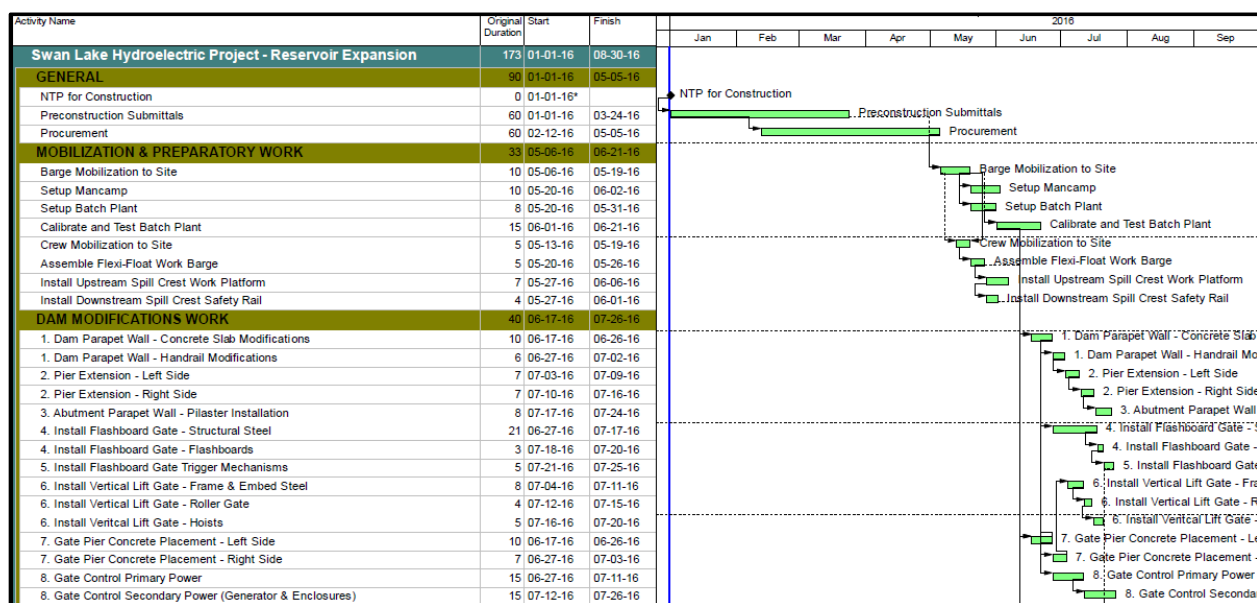 Activity Name Original Duration Start Finish 2016
Jan Feb Mar Apr May Jun Jul Aug Sep
Swan Lake Hydroelectric Project - Reservoir Expansion 173 01-01-16 08-30-16
GENERAL 90 01-01-16 05-05-16
NTP for Construction 0 01-01-16* NTP for Construction
Preconstruction Submittals 60 01-01-16 03-24-16 Preconstruction Submittals
Procurement 60 02-12-16 05-05-16 Procurement
MOBILIZATION & PREPARATORY WORK 33 05-06-16 06-21-16
Barge Mobilization to Site 10 05-06-16 05-19-16 Barge Mobilization to Site
Setup Mancamp 10 05-20-16 06-02-16 Setup Mancamp
Setup Batch Plant 8 05-20-16 05-31-16 Setup Batch Plant
Calibrate and Test Batch Plant 15 06-01-16 06-21-16 Calibrate and Test Batch Plant
Crew Mobilization to Site 5 05-13-16 05-19-16 Crew Mobilization to Site
Assemble Flexi-Float Work Barge 5 05-20-16 05-26-16 Assemble Flexi-Float Work Barge
Install Upstream Spill Crest Work Platform 7 05-27-16 06-06-16 Install Upstream Spill Crest Work Platform
Install Downstream Spill Crest Safety Rail 4 05-27-16 06-01-16 Install Downstream Spill Crest Safety Rail
DAM MODIFICATIONS WORK 40 06-17-16 07-26-16
1. Dam Parapet Wall - Concrete Slab Modifications 10 06-17-16 06-26-16 1. Dam Parapet Wall - Concrete Slab
1. Dam Parapet Wall - Handrail Modifications 6 06-27-16 07-02-16 1. Dam Parapet Wall - Handrail Mo
2. Pier Extension - Left Side 7 07-03-16 07-09-16 2. Pier Extension - Left Side
2. Pier Extension - Right Side 7 07-10-16 07-16-16 2. Pier Extension - Right Side
3. Abutment Parapet Wall - Pilaster Installation 8 07-17-16 07-24-16 3. Abutment Parapet Wall
4. Install Flashboard Gate - Structural Steel 21 06-27-16 07-17-16 4. Install Flashboard Gate - S
4. Install Flashboard Gate - Flashboards 3 07-18-16 07-20-16 4. Install Flashboard Gate -
5. Install Flashboard Gate Trigger Mechanisms 5 07-21-16 07-25-16 5. Install Flashboard Gate
6. Install Vertical Lift Gate - Frame & Embed Steel 8 07-04-16 07-11-16 6. Install Vertical Lift Gate - Fra
6. Install Vertical Lift Gate - Roller Gate 4 07-12-16 07-15-16 6. Install Vertical Lift Gate - R
6. Install Veritcal Lift Gate - Hoists 5 07-16-16 07-20-16 6. Install Veritcal Lift Gate -
7. Gate Pier Concrete Placement - Left Side 10 06-17-16 06-26-16 7. Gate Pier Concrete Placement - Le
7. Gate Pier Concrete Placement - Right Side 7 06-27-16 07-03-16 7. Gate Pier Concrete Placement -
8. Gate Control Primary Power 15 06-27-16 07-11-16 8. Gate Control Primary Power
8. Gate Control Secondary Power (Generator & Enclosures) 15 07-12-16 07-26-16 8. Gate Control Seconda